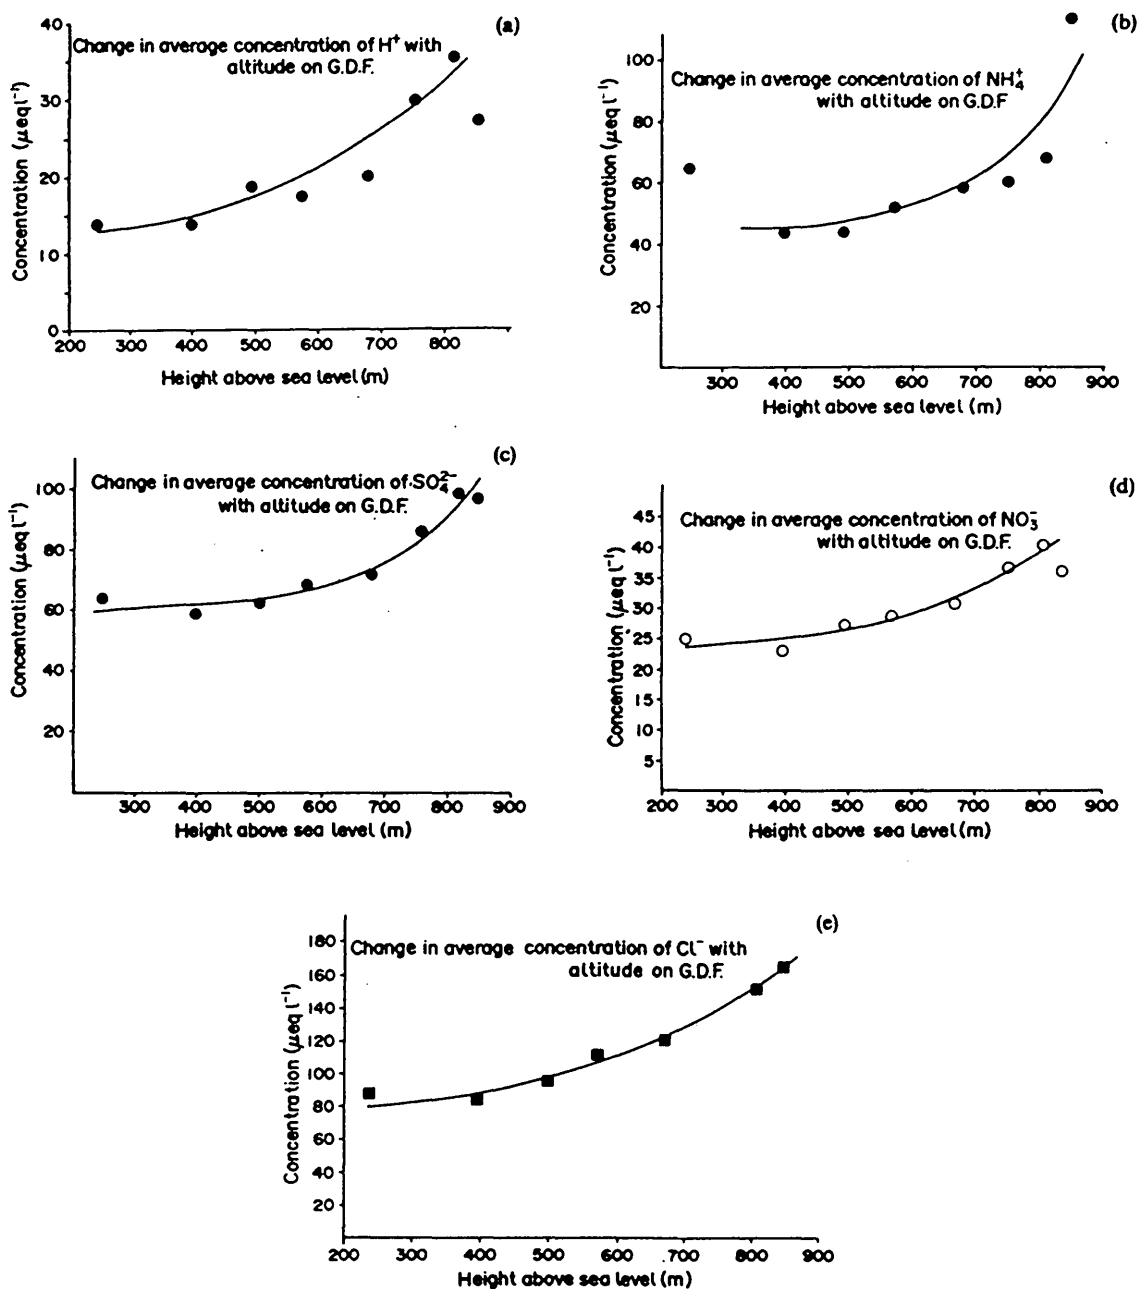 (a)
Change in average concentration of H⁺ with
altitude on G.D.F.
Concentration (μeq l⁻¹)
40
30
20
10
0
200 300 400 500 600 700 800
Height above sea level (m)
(b)
Change in average concentration of NH₄⁺
with altitude on G.D.F
Concentration (μeq l⁻¹)
100
80
60
40
20
300 400 500 600 700 800 900
Height above sea level (m)
(c)
Change in average concentration of SO₄²⁻
with altitude on G.D.F.
Concentration (μeq l⁻¹)
100
80
60
40
20
300 400 500 600 700 800 900
Height above sea level (m)
(d)
Change in average concentration of NO₃⁻
with altitude on G.D.F.
Concentration (μeq l⁻¹)
45
40
35
30
25
20
15
10
5
200 300 400 500 600 700 800 900
Height above sea level (m)
(e)
Change in average concentration of Cl⁻ with
altitude on G.D.F.
Concentration (μeq l⁻¹)
180
160
140
120
100
80
60
40
20
200 300 400 500 600 700 800 900
Height above sea level (m)